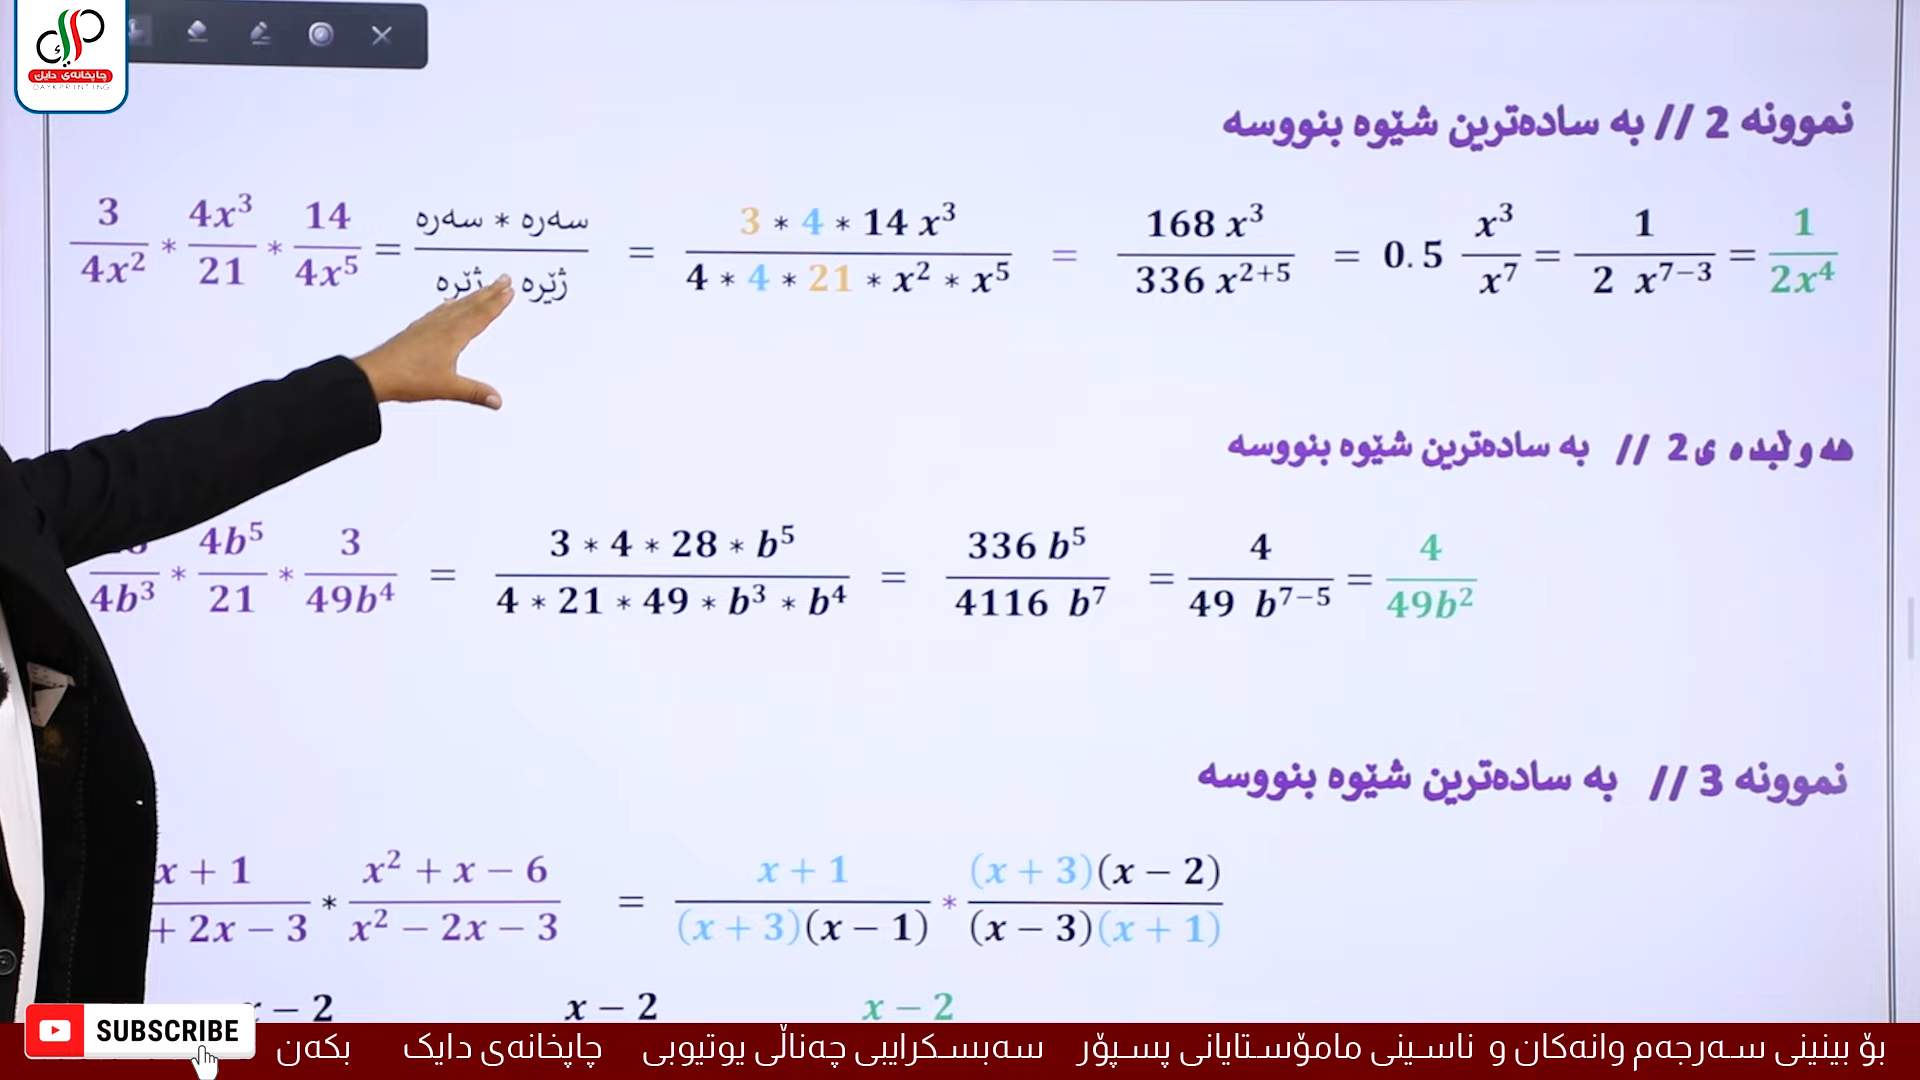 چاپخانەی دایک
DAYKPRINTING
نموونە 2 // بە سادەترین شێوە بنووسە
3/4x² * 4x³/21 * 14/4x⁵ = سەرە * سەرە / ژێرە ژێرە = 3 * 4 * 14 x³ / 4 * 4 * 21 * x² * x⁵ = 168 x³ / 336 x²⁺⁵ = 0.5 x³/x⁷ = 1 / 2 x⁷⁻³ = 1/2x⁴
هەوڵبدە ی 2 // بە سادەترین شێوە بنووسە
/4b³ * 4b⁵/21 * 3/49b⁴ = 3 * 4 * 28 * b⁵ / 4 * 21 * 49 * b³ * b⁴ = 336 b⁵ / 4116 b⁷ = 4 / 49 b⁷⁻⁵ = 4/49b²
نموونە 3 // بە سادەترین شێوە بنووسە
x + 1 / + 2x − 3 * x² + x − 6 / x² − 2x − 3 = x + 1 / (x + 3)(x − 1) * (x + 3)(x − 2) / (x − 3)(x + 1)
− 2 x − 2 x − 2
SUBSCRIBE
بۆ بینینی سەرجەم وانەکان و ناسینی مامۆستایانی پسپۆر سەبسکرایبی چەناڵی یوتیوبی چاپخانەی دایک بکەن